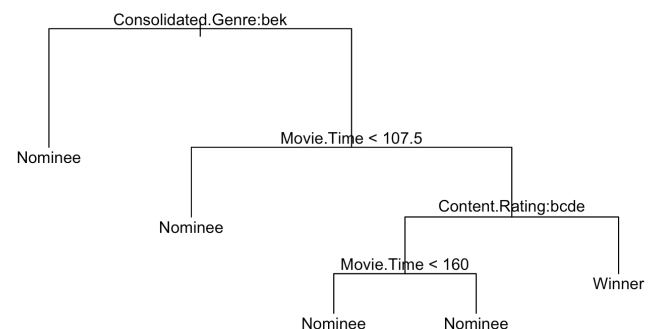 Consolidated.Genre:bek
Nominee
Movie.Time < 107.5
Nominee
Content.Rating:bcde
Movie.Time < 160
Winner
Nominee
Nominee